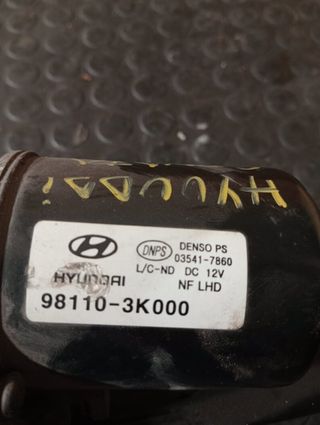 HYUNDAI
DNPS
DENSO PS
03541-7860
L/C-ND DC 12V
HYUNDAI
NF LHD
98110-3K000